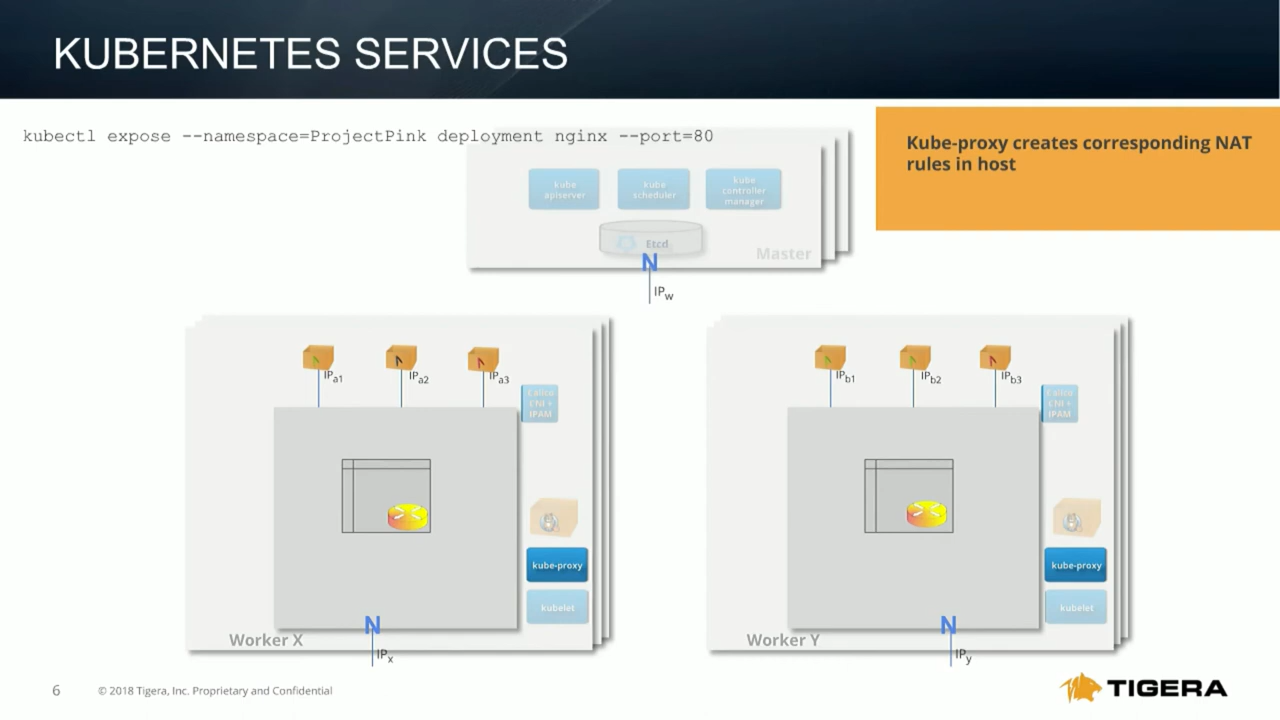 KUBERNETES SERVICES
kubectl expose --namespace=ProjectPink deployment nginx --port=80
Kube-proxy creates corresponding NAT
rules in host
kube
apiserver
kube
scheduler
kube
controller
manager
Etcd
Master
N
IPw
IPa1
IPa2
IPa3
Calico
CNI +
IPAM
kube-proxy
kubelet
Worker X
N
IPx
IPb1
IPb2
IPb3
Calico
CNI +
IPAM
kube-proxy
kubelet
Worker Y
N
IPy
6
© 2018 Tigera, Inc. Proprietary and Confidential
TIGERA